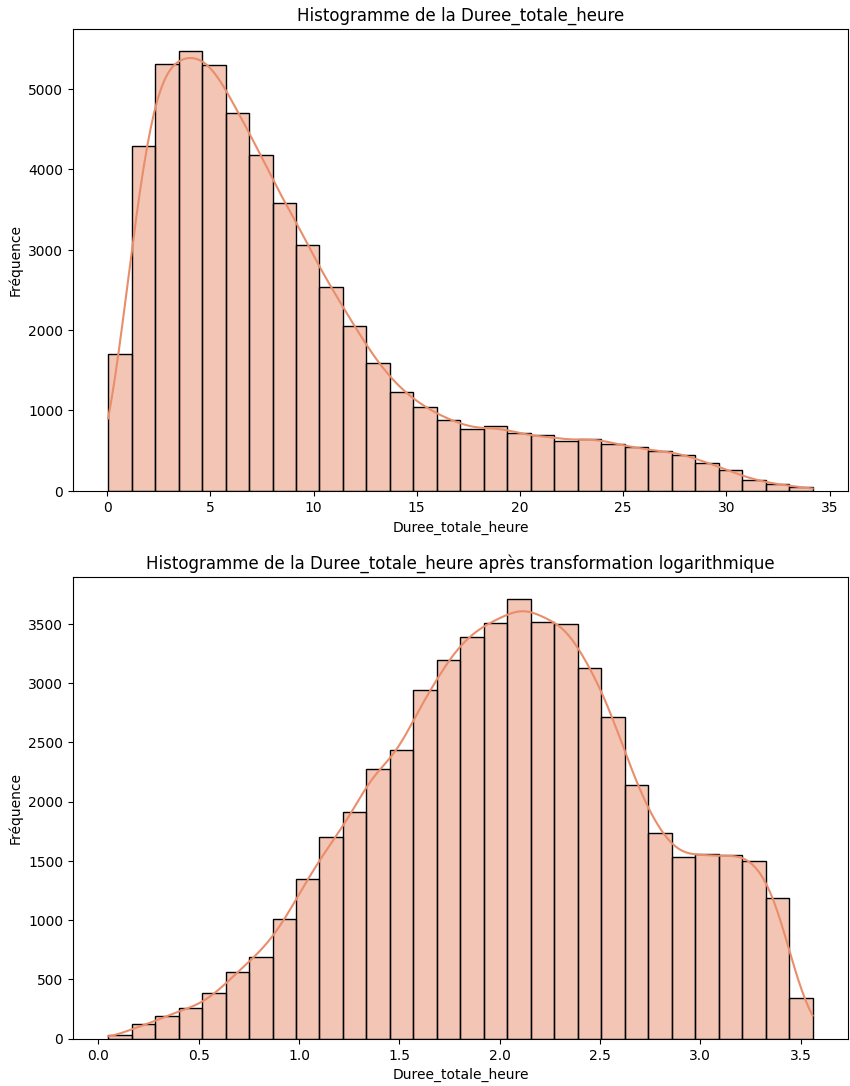 Histogramme de la Duree_totale_heure
5000
4000
3000
2000
1000
0
Fréquence
0 5 10 15 20 25 30 35
Duree_totale_heure
Histogramme de la Duree_totale_heure après transformation logarithmique
3500
3000
2500
2000
1500
1000
500
0
Fréquence
0.0 0.5 1.0 1.5 2.0 2.5 3.0 3.5
Duree_totale_heure